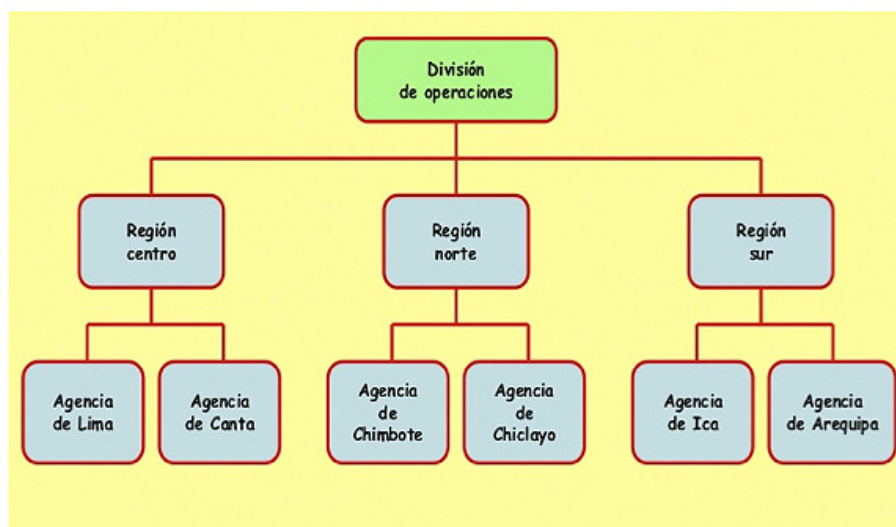 División
de operaciones
Región
centro
Región
norte
Región
sur
Agencia
de Lima
Agencia
de Canta
Agencia
de
Chimbote
Agencia
de
Chiclayo
Agencia
de Ica
Agencia
de Arequipa